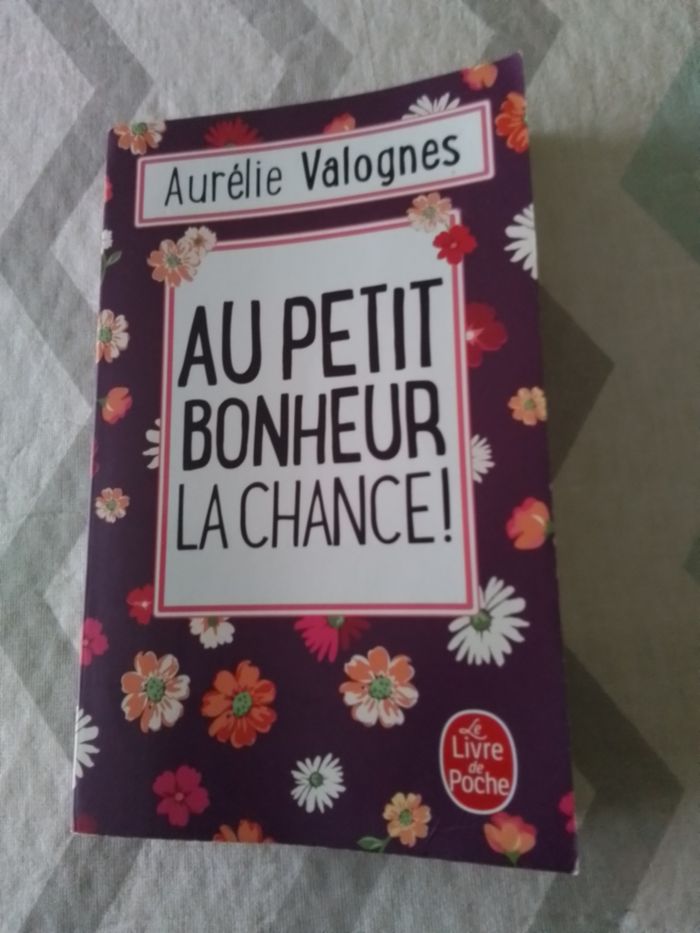 Aurélie Valognes
AU PETIT
BONHEUR
LA CHANCE!
Le
Livre
de
Poche